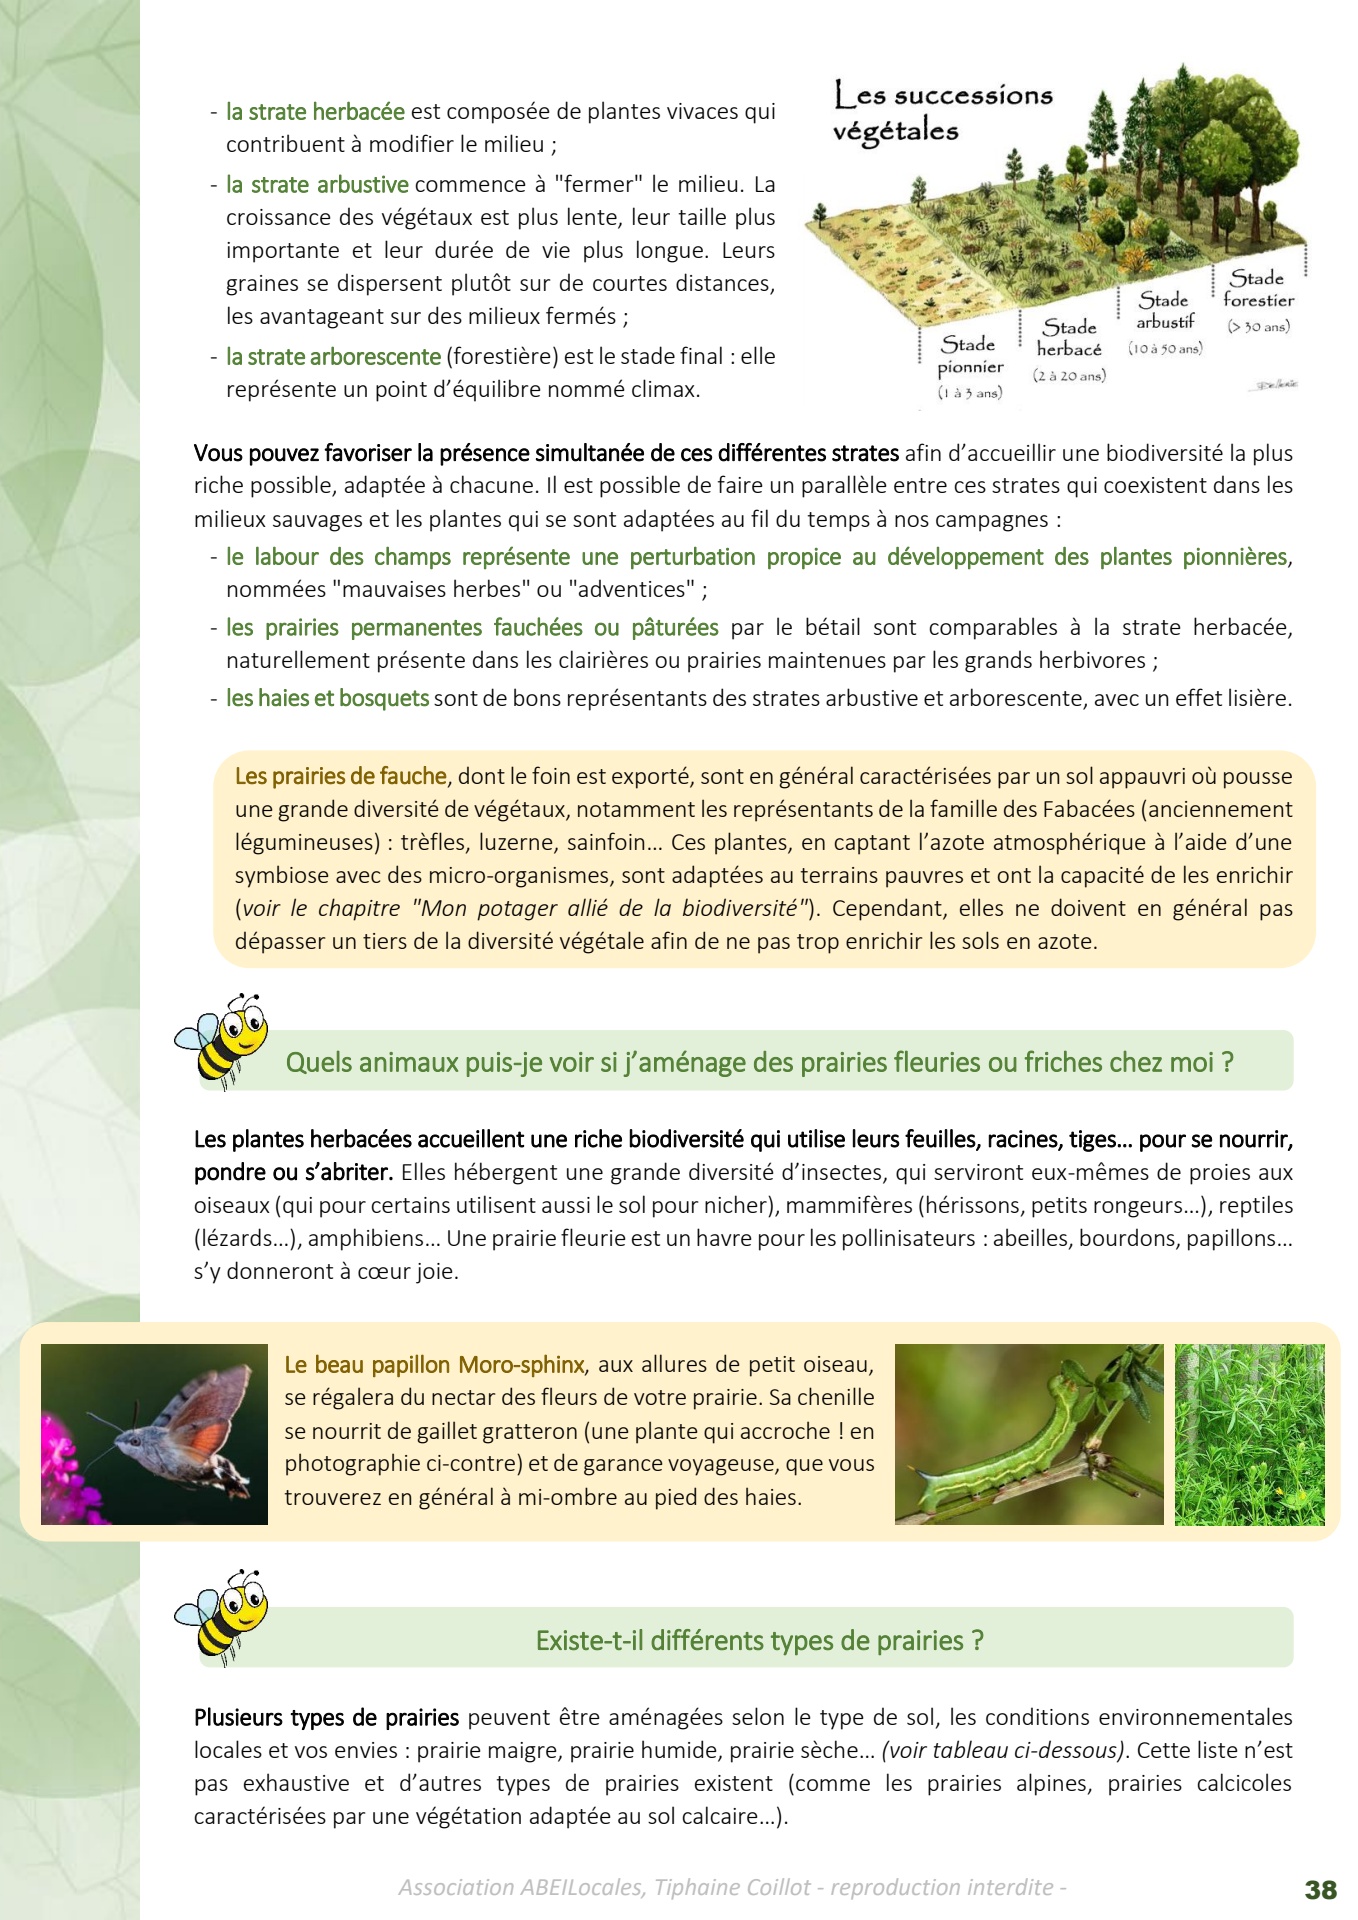 - la strate herbacée est composée de plantes vivaces qui
contribuent à modifier le milieu ;
- la strate arbustive commence à "fermer" le milieu. La
croissance des végétaux est plus lente, leur taille plus
importante et leur durée de vie plus longue. Leurs
graines se dispersent plutôt sur de courtes distances,
les avantageant sur des milieux fermés ;
- la strate arborescente (forestière) est le stade final : elle
représente un point d'équilibre nommé climax.
Les successions
végétales
Stade
pionnier
(1 à 3 ans)
Stade
herbacé
(2 à 20 ans)
Stade
arbustif
(10 à 50 ans)
Stade
forestier
(> 30 ans)
Vous pouvez favoriser la présence simultanée de ces différentes strates afin d'accueillir une biodiversité la plus
riche possible, adaptée à chacune. Il est possible de faire un parallèle entre ces strates qui coexistent dans les
milieux sauvages et les plantes qui se sont adaptées au fil du temps à nos campagnes :
- le labour des champs représente une perturbation propice au développement des plantes pionnières,
nommées "mauvaises herbes" ou "adventices" ;
- les prairies permanentes fauchées ou pâturées par le bétail sont comparables à la strate herbacée,
naturellement présente dans les clairières ou prairies maintenues par les grands herbivores ;
- les haies et bosquets sont de bons représentants des strates arbustive et arborescente, avec un effet lisière.
Les prairies de fauche, dont le foin est exporté, sont en général caractérisées par un sol appauvri où pousse
une grande diversité de végétaux, notamment les représentants de la famille des Fabacées (anciennement
légumineuses) : trèfles, luzerne, sainfoin... Ces plantes, en captant l'azote atmosphérique à l'aide d'une
symbiose avec des micro-organismes, sont adaptées au terrains pauvres et ont la capacité de les enrichir
(voir le chapitre "Mon potager allié de la biodiversité"). Cependant, elles ne doivent en général pas
dépasser un tiers de la diversité végétale afin de ne pas trop enrichir les sols en azote.
Quels animaux puis-je voir si j'aménage des prairies fleuries ou friches chez moi ?
Les plantes herbacées accueillent une riche biodiversité qui utilise leurs feuilles, racines, tiges... pour se nourrir,
pondre ou s'abriter. Elles hébergent une grande diversité d'insectes, qui serviront eux-mêmes de proies aux
oiseaux (qui pour certains utilisent aussi le sol pour nicher), mammifères (hérissons, petits rongeurs...), reptiles
(lézards...), amphibiens... Une prairie fleurie est un havre pour les pollinisateurs : abeilles, bourdons, papillons...
s'y donneront à cœur joie.
Le beau papillon Moro-sphinx, aux allures de petit oiseau,
se régalera du nectar des fleurs de votre prairie. Sa chenille
se nourrit de gaillet gratteron (une plante qui accroche ! en
photographie ci-contre) et de garance voyageuse, que vous
trouverez en général à mi-ombre au pied des haies.
Existe-t-il différents types de prairies ?
Plusieurs types de prairies peuvent être aménagées selon le type de sol, les conditions environnementales
locales et vos envies : prairie maigre, prairie humide, prairie sèche... (voir tableau ci-dessous). Cette liste n'est
pas exhaustive et d'autres types de prairies existent (comme les prairies alpines, prairies calcicoles
caractérisées par une végétation adaptée au sol calcaire...).
Association ABEILocales, Tiphaine Coillot - reproduction interdite -
38